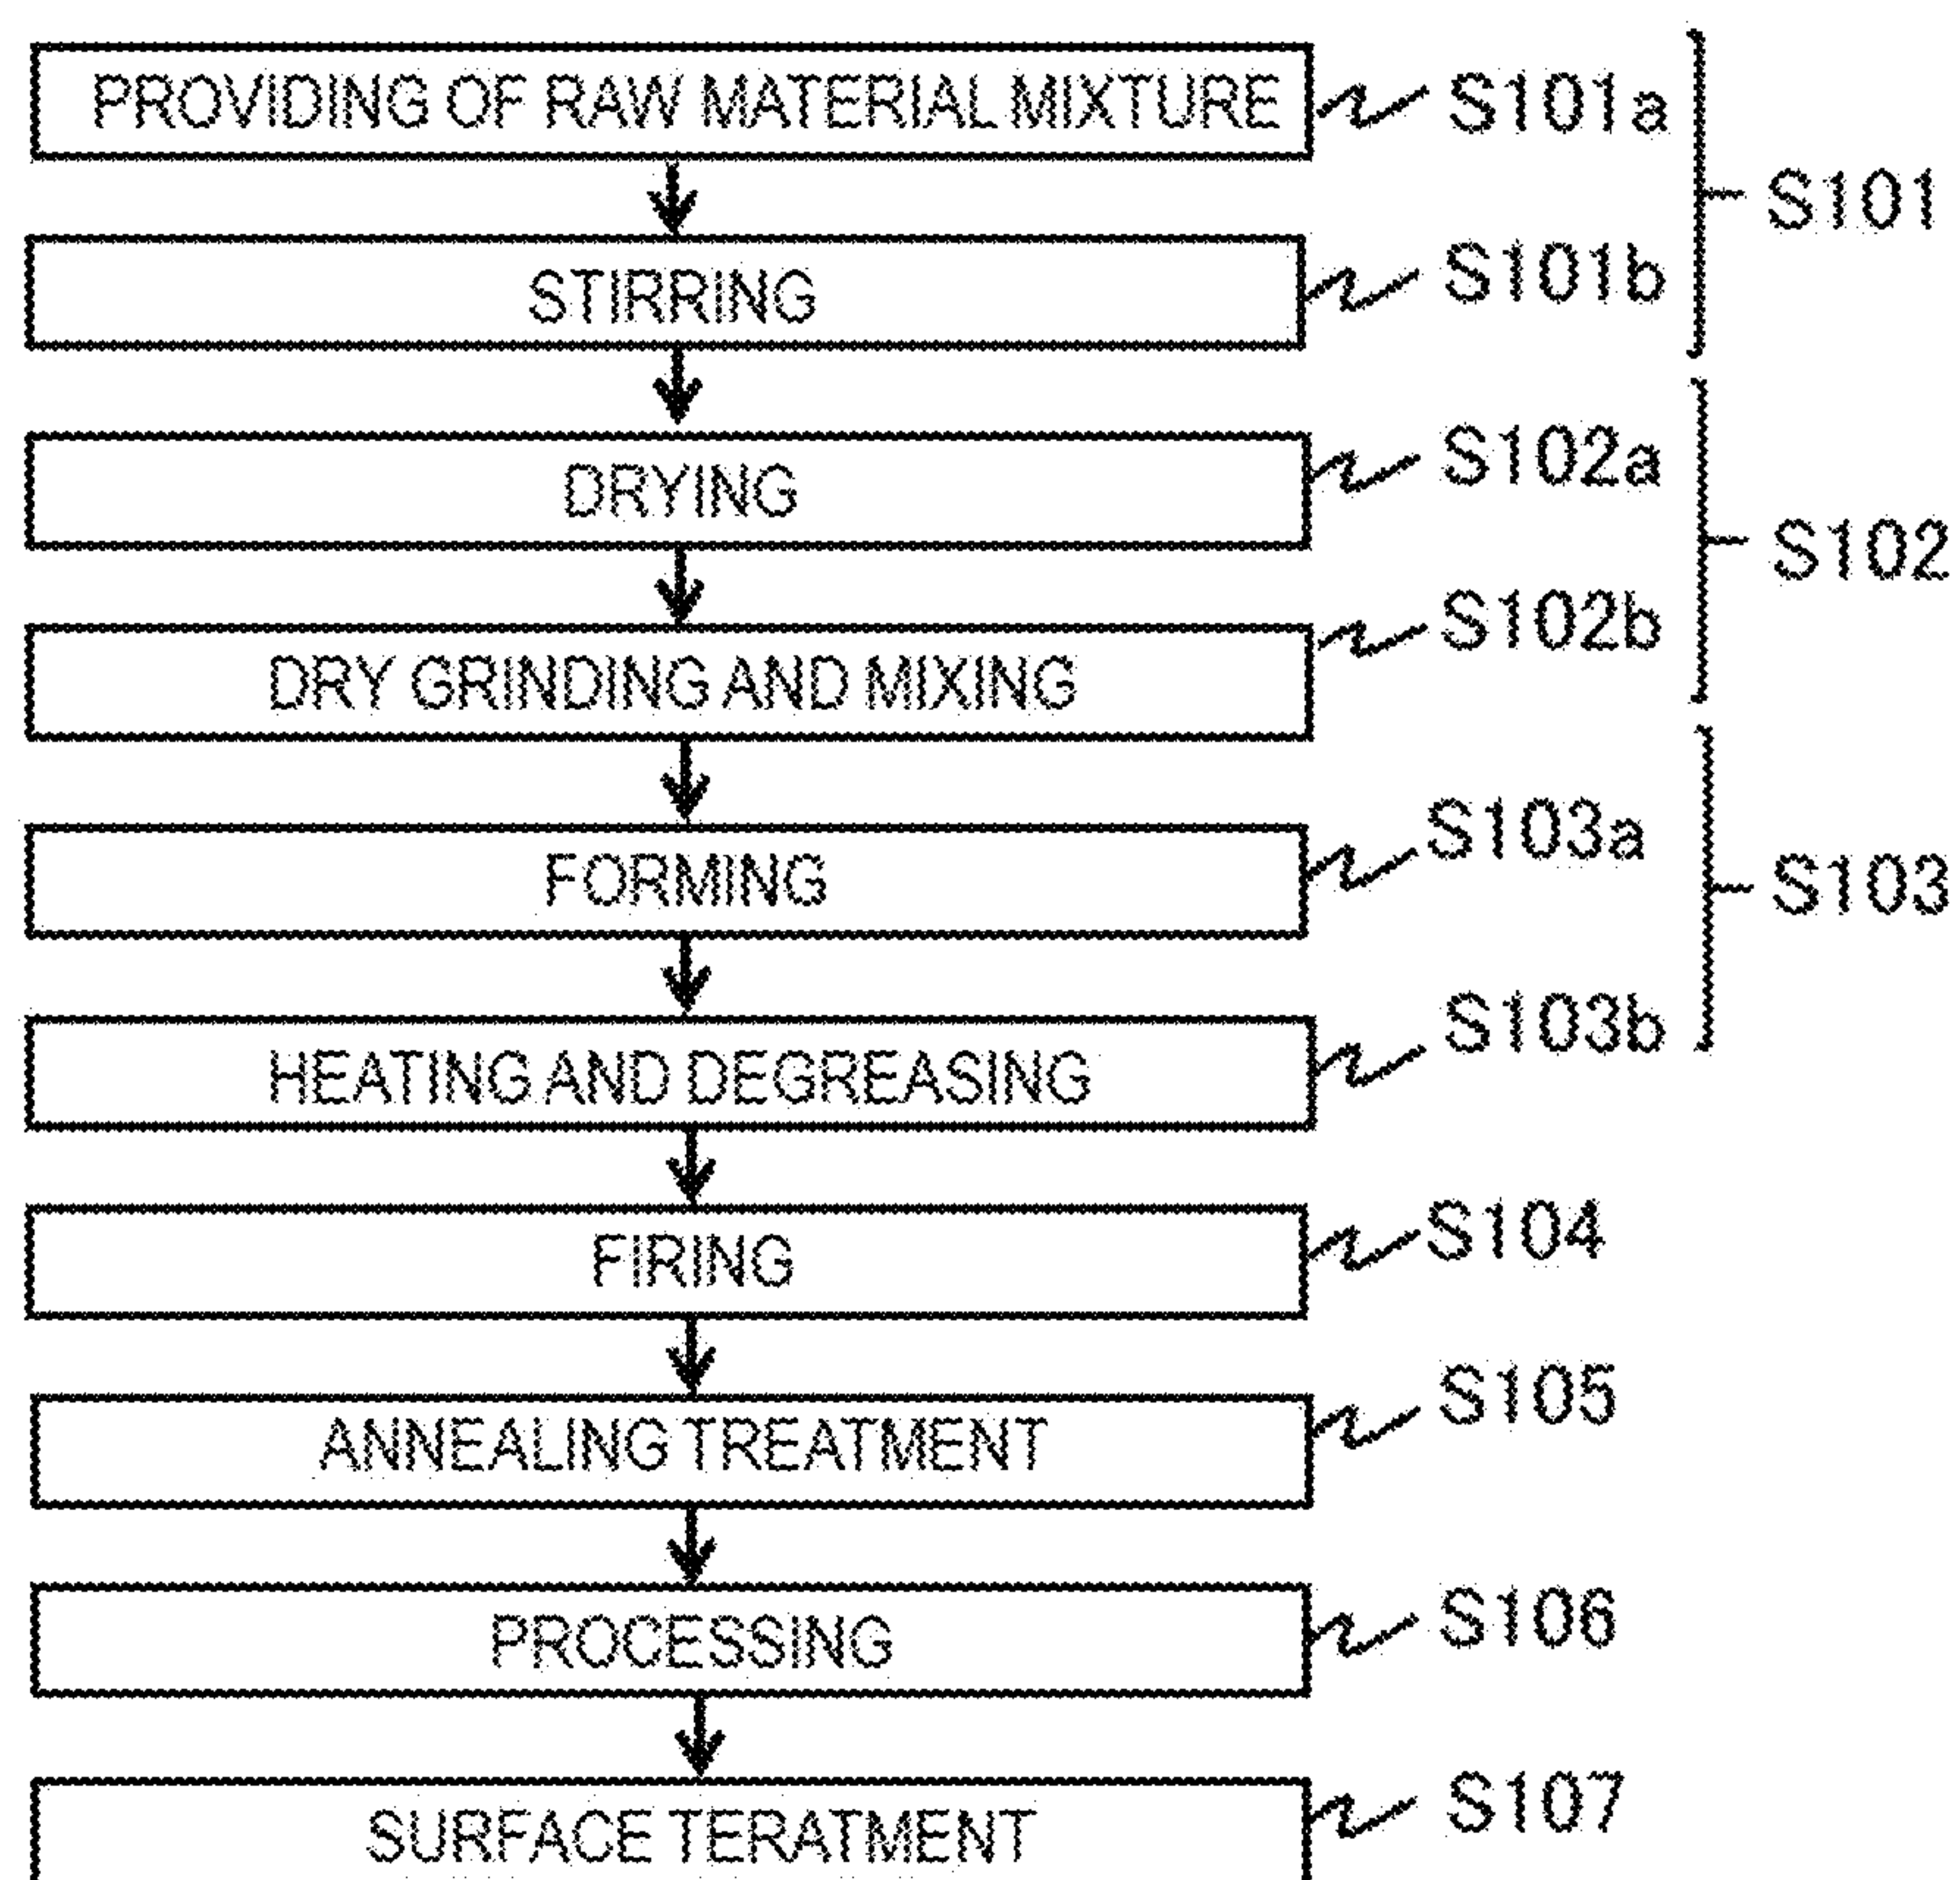 PROVIDING OF RAW MATERIAL MIXTURE S101a
S101
STIRRING S101b
DRYING S102a
S102
DRY GRINDING AND MIXING S102b
FORMING S103a
S103
HEATING AND DEGREASING S103b
FIRING S104
ANNEALING TREATMENT S105
PROCESSING S106
SURFACE TERATMENT S107